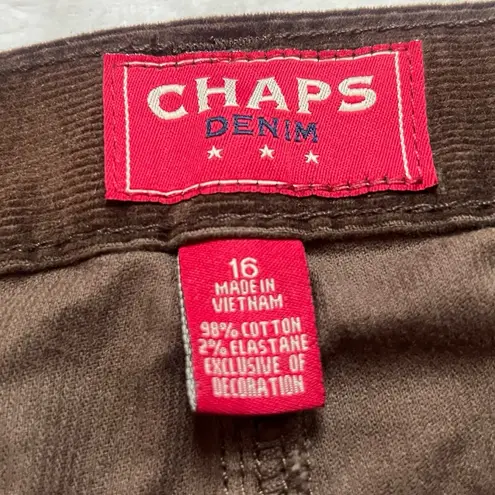 CHAPS
DENIM
16
MADE IN
VIETNAM
98% COTTON
2% ELASTANE
EXCLUSIVE OF
DECORATION